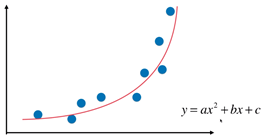 y = ax² + bx + c